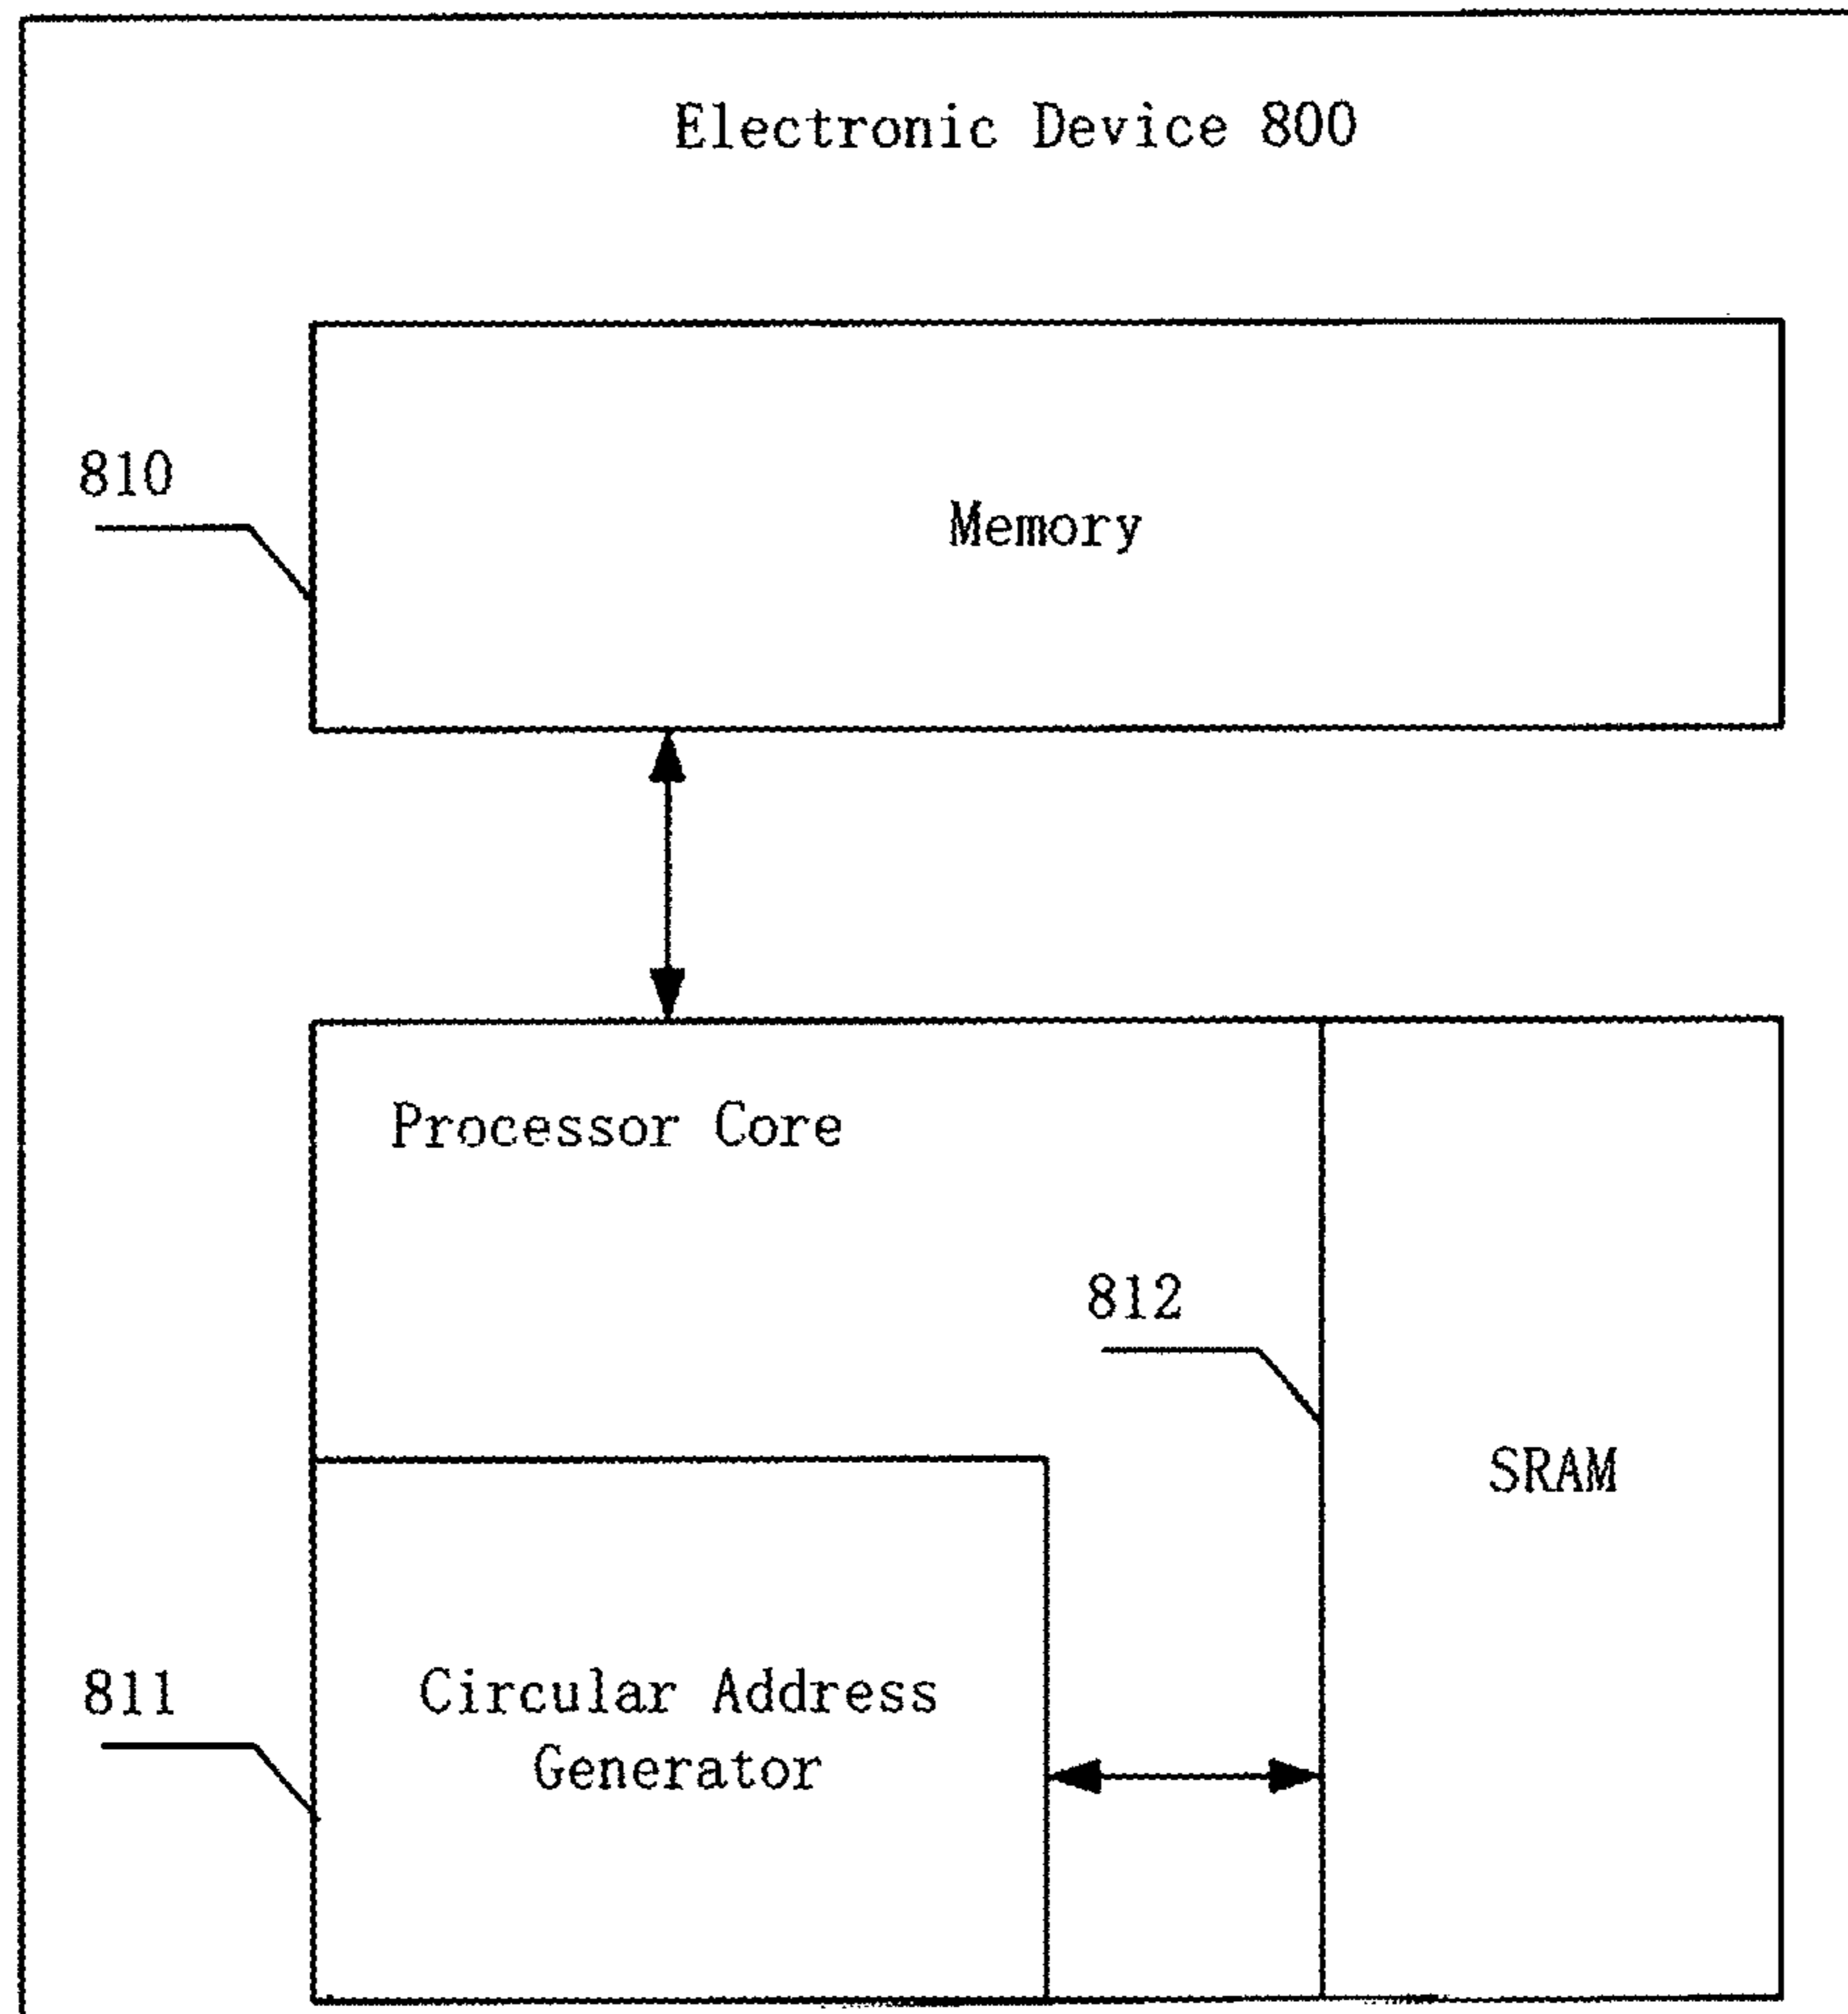 Electronic Device 800
810
Memory
Processor Core
812
SRAM
811
Circular Address
Generator